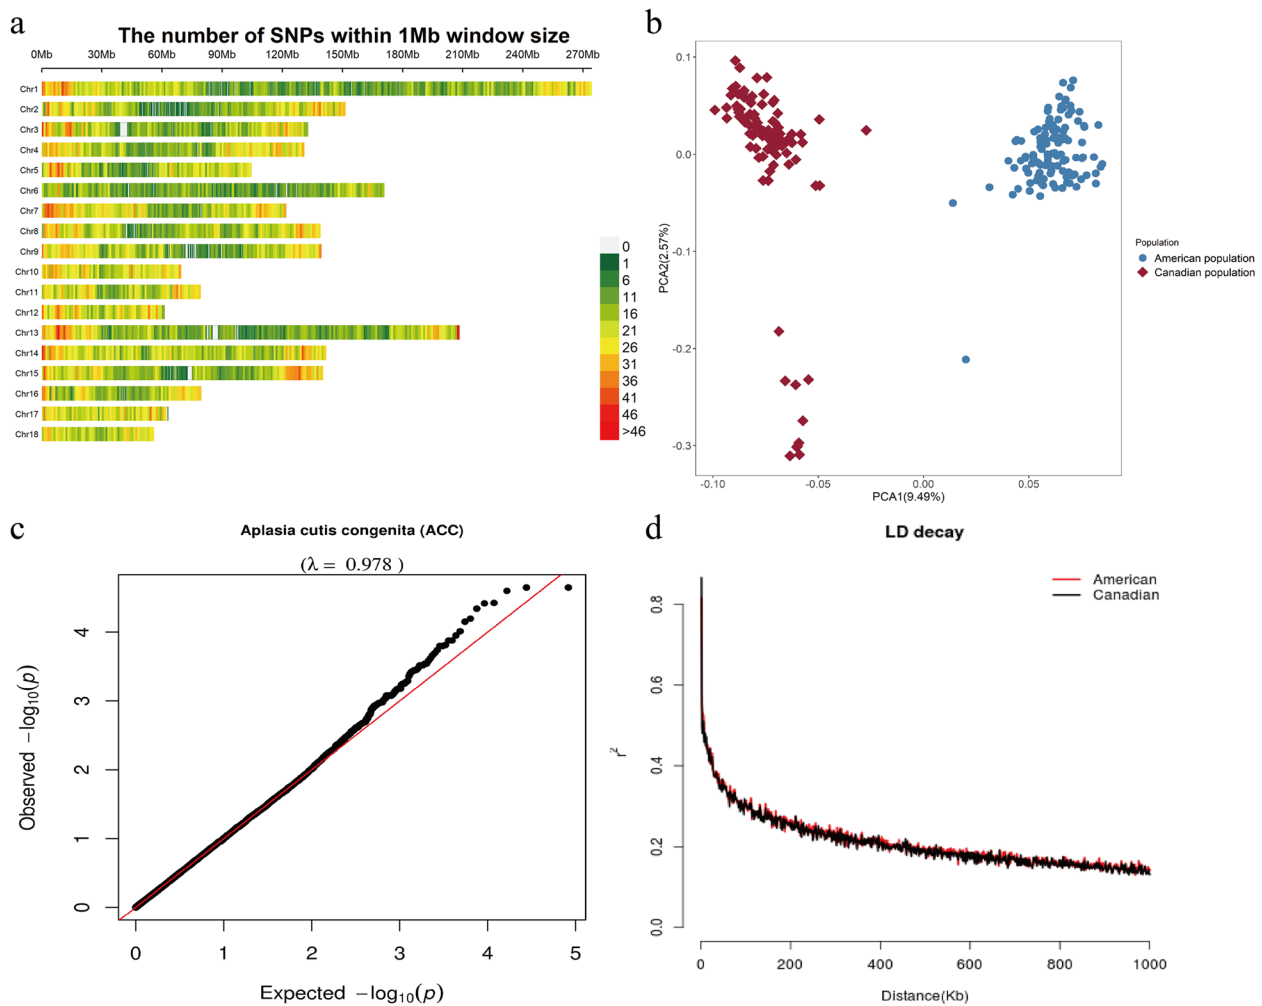 a
The number of SNPs within 1Mb window size
0Mb 30Mb 60Mb 90Mb 120Mb 150Mb 180Mb 210Mb 240Mb 270Mb
Chr1
Chr2
Chr3
Chr4
Chr5
Chr6
Chr7
Chr8
Chr9
Chr10
Chr11
Chr12
Chr13
Chr14
Chr15
Chr16
Chr17
Chr18
0
1
6
11
16
21
26
31
36
41
46
>46
b
0.1
0.0
-0.1
-0.2
-0.3
PCA2(2.57%)
-0.10 -0.05 0.00 0.05
PCA1(9.49%)
Population
American population
Canadian population
c
Aplasia cutis congenita (ACC)
(λ = 0.978 )
4
3
2
1
0
Observed −log10(p)
0 1 2 3 4 5
Expected −log10(p)
d
LD decay
American
Canadian
0.8
0.6
0.4
0.2
0.0
r²
0 200 400 600 800 1000
Distance(Kb)